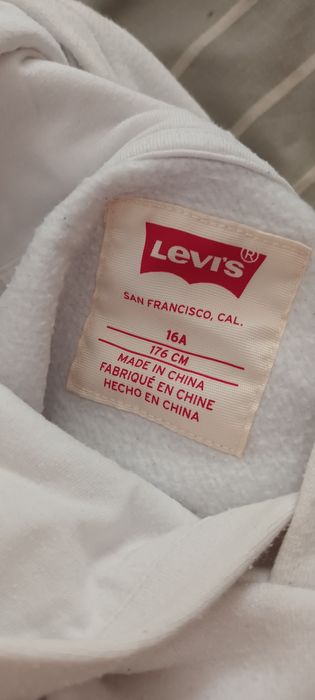 Levi's®
SAN FRANCISCO, CAL.
16A
176 CM
MADE IN CHINA
FABRIQUÉ EN CHINE
HECHO EN CHINA